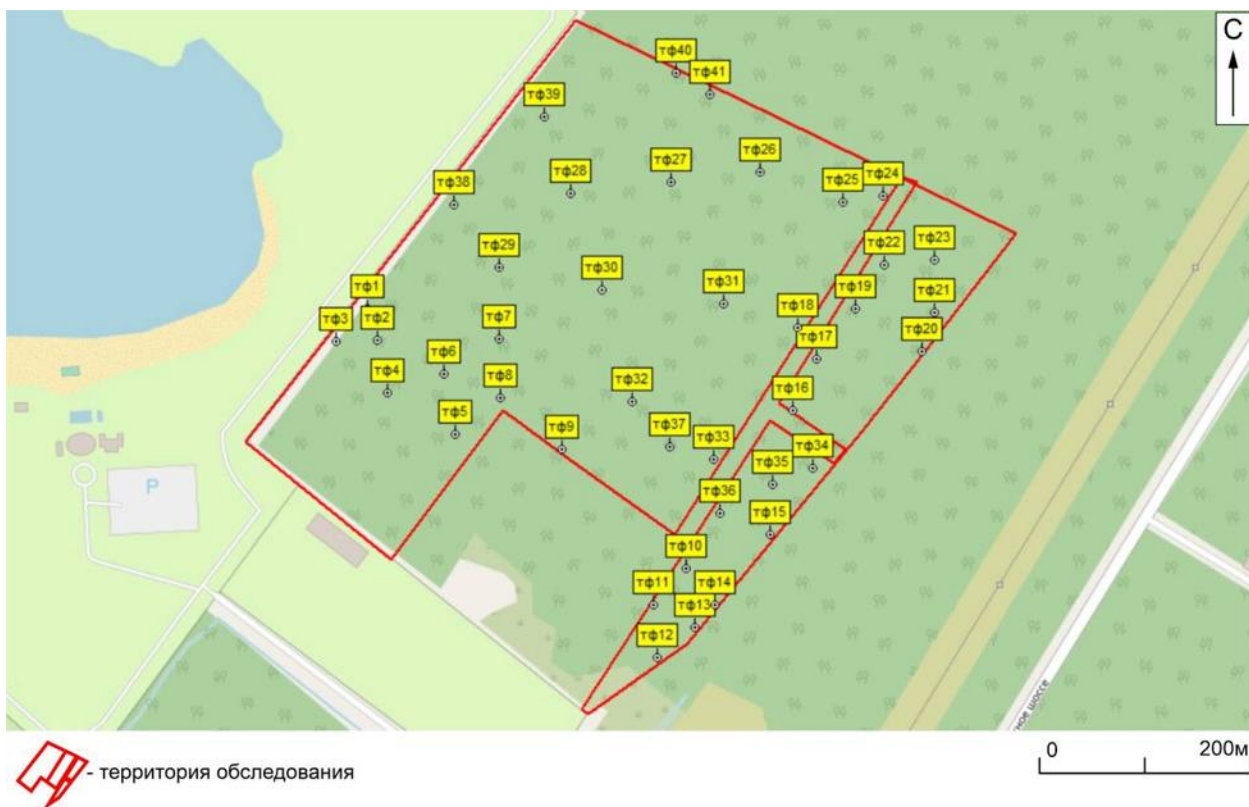 С
тф40
тф41
тф39
тф26
тф27
тф28
тф24
тф25
тф38
тф23
тф22
тф29
тф30
тф31
тф1
тф19
тф21
тф18
тф3
тф2
тф7
тф20
тф17
тф6
тф4
тф8
тф32
тф16
тф5
тф9
тф37
тф33
тф34
тф35
P
тф36
тф15
тф10
тф11
тф14
тф13
тф12
ное шоссе
0 200м
- территория обследования